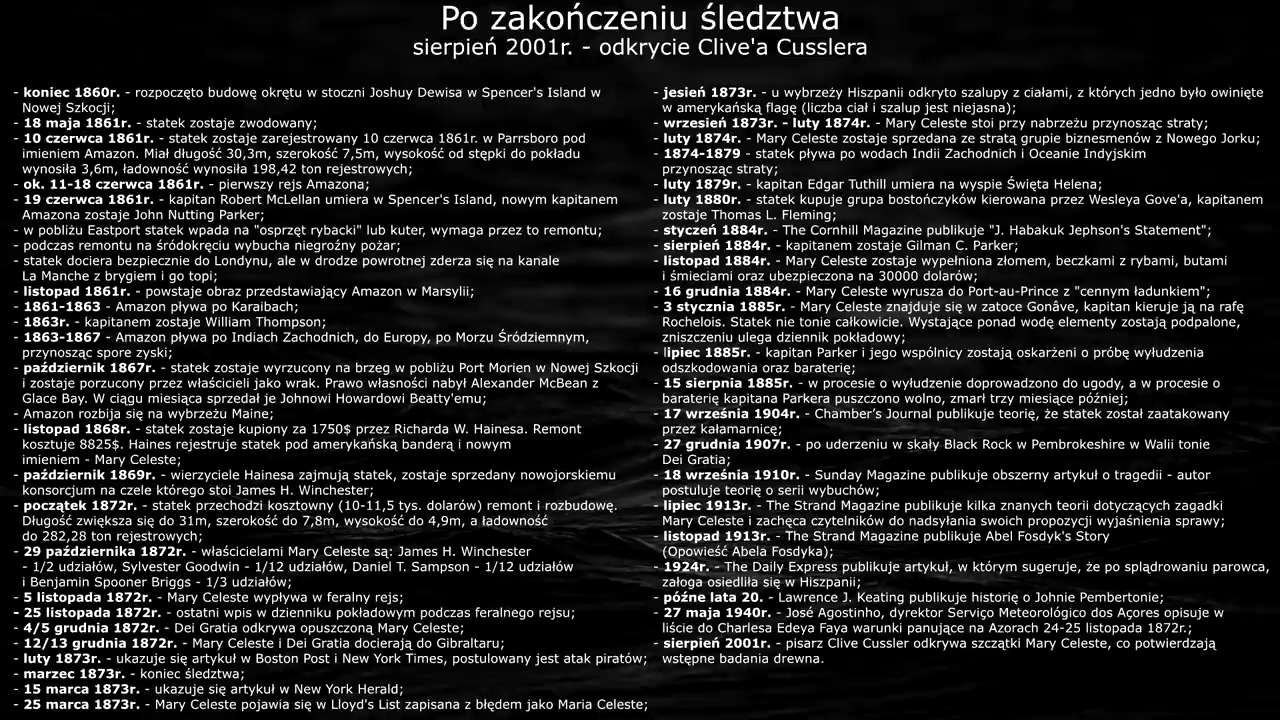 Po zakończeniu śledztwa
sierpień 2001r. - odkrycie Clive'a Cusslera
- koniec 1860r. - rozpoczęto budowę okrętu w stoczni Joshuy Dewisa w Spencer's Island w
Nowej Szkocji;
- 18 maja 1861r. - statek zostaje zwodowany;
- 10 czerwca 1861r. - statek zostaje zarejestrowany 10 czerwca 1861r. w Parrsboro pod
imieniem Amazon. Miał długość 30,3m, szerokość 7,5m, wysokość od stępki do pokładu
wynosiła 3,6m, ładowność wynosiła 198,42 ton rejestrowych;
- ok. 11-18 czerwca 1861r. - pierwszy rejs Amazona;
- 19 czerwca 1861r. - kapitan Robert McLellan umiera w Spencer's Island, nowym kapitanem
Amazona zostaje John Nutting Parker;
- w pobliżu Eastport statek wpada na "osprzęt rybacki" lub kuter, wymaga przez to remontu;
- podczas remontu na śródokręciu wybucha niegroźny pożar;
- statek dociera bezpiecznie do Londynu, ale w drodze powrotnej zderza się na kanale
La Manche z brygiem i go topi;
- listopad 1861r. - powstaje obraz przedstawiający Amazon w Marsylii;
- 1861-1863 - Amazon pływa po Karaibach;
- 1863r. - kapitanem zostaje William Thompson;
- 1863-1867 - Amazon pływa po Indiach Zachodnich, do Europy, po Morzu Śródziemnym,
przynosząc spore zyski;
- październik 1867r. - statek zostaje wyrzucony na brzeg w pobliżu Port Morien w Nowej Szkocji
i zostaje porzucony przez właścicieli jako wrak. Prawo własności nabył Alexander McBean z
Glace Bay. W ciągu miesiąca sprzedał je Johnowi Howardowi Beatty'emu;
- Amazon rozbija się na wybrzeżu Maine;
- listopad 1868r. - statek zostaje kupiony za 1750$ przez Richarda W. Hainesa. Remont
kosztuje 8825$. Haines rejestruje statek pod amerykańską banderą i nowym
imieniem - Mary Celeste;
- październik 1869r. - wierzyciele Hainesa zajmują statek, zostaje sprzedany nowojorskiemu
konsorcjum na czele którego stoi James H. Winchester;
- początek 1872r. - statek przechodzi kosztowny (10-11,5 tys. dolarów) remont i rozbudowę.
Długość zwiększa się do 31m, szerokość do 7,8m, wysokość do 4,9m, a ładowność
do 282,28 ton rejestrowych;
- 29 października 1872r. - właścicielami Mary Celeste są: James H. Winchester
- 1/2 udziałów, Sylvester Goodwin - 1/12 udziałów, Daniel T. Sampson - 1/12 udziałów
i Benjamin Spooner Briggs - 1/3 udziałów;
- 5 listopada 1872r. - Mary Celeste wypływa w feralny rejs;
- 25 listopada 1872r. - ostatni wpis w dzienniku pokładowym podczas feralnego rejsu;
- 4/5 grudnia 1872r. - Dei Gratia odkrywa opuszczoną Mary Celeste;
- 12/13 grudnia 1872r. - Mary Celeste i Dei Gratia docierają do Gibraltaru;
- luty 1873r. - ukazuje się artykuł w Boston Post i New York Times, postulowany jest atak piratów;
- marzec 1873r. - koniec śledztwa;
- 15 marca 1873r. - ukazuje się artykuł w New York Herald;
- 25 marca 1873r. - Mary Celeste pojawia się w Lloyd's List zapisana z błędem jako Maria Celeste;
- jesień 1873r. - u wybrzeży Hiszpanii odkryto szalupy z ciałami, z których jedno było owinięte
w amerykańską flagę (liczba ciał i szalup jest niejasna);
- wrzesień 1873r. - luty 1874r. - Mary Celeste stoi przy nabrzeżu przynosząc straty;
- luty 1874r. - Mary Celeste zostaje sprzedana ze stratą grupie biznesmenów z Nowego Jorku;
- 1874-1879 - statek pływa po wodach Indii Zachodnich i Oceanie Indyjskim
przynosząc straty;
- luty 1879r. - kapitan Edgar Tuthill umiera na wyspie Święta Helena;
- luty 1880r. - statek kupuje grupa bostończyków kierowana przez Wesleya Gove'a, kapitanem
zostaje Thomas L. Fleming;
- styczeń 1884r. - The Cornhill Magazine publikuje "J. Habakuk Jephson's Statement";
- sierpień 1884r. - kapitanem zostaje Gilman C. Parker;
- listopad 1884r. - Mary Celeste zostaje wypełniona złomem, beczkami z rybami, butami
i śmieciami oraz ubezpieczona na 30000 dolarów;
- 16 grudnia 1884r. - Mary Celeste wyrusza do Port-au-Prince z "cennym ładunkiem";
- 3 stycznia 1885r. - Mary Celeste znajduje się w zatoce Gonâve, kapitan kieruje ją na rafę
Rochelois. Statek nie tonie całkowicie. Wystające ponad wodę elementy zostają podpalone,
zniszczeniu ulega dziennik pokładowy;
- lipiec 1885r. - kapitan Parker i jego wspólnicy zostają oskarżeni o próbę wyłudzenia
odszkodowania oraz baraterię;
- 15 sierpnia 1885r. - w procesie o wyłudzenie doprowadzono do ugody, a w procesie o
baraterię kapitana Parkera puszczono wolno, zmarł trzy miesiące później;
- 17 września 1904r. - Chamber’s Journal publikuje teorię, że statek został zaatakowany
przez kałamarnicę;
- 27 grudnia 1907r. - po uderzeniu w skały Black Rock w Pembrokeshire w Walii tonie
Dei Gratia;
- 18 września 1910r. - Sunday Magazine publikuje obszerny artykuł o tragedii - autor
postuluje teorię o serii wybuchów;
- lipiec 1913r. - The Strand Magazine publikuje kilka znanych teorii dotyczących zagadki
Mary Celeste i zachęca czytelników do nadsyłania swoich propozycji wyjaśnienia sprawy;
- listopad 1913r. - The Strand Magazine publikuje Abel Fosdyk's Story
(Opowieść Abela Fosdyka);
- 1924r. - The Daily Express publikuje artykuł, w którym sugeruje, że po splądrowaniu parowca,
załoga osiedliła się w Hiszpanii;
- późne lata 20. - Lawrence J. Keating publikuje historię o Johnie Pembertonie;
- 27 maja 1940r. - José Agostinho, dyrektor Serviço Meteorológico dos Açores opisuje w
liście do Charlesa Edeya Faya warunki panujące na Azorach 24-25 listopada 1872r.;
- sierpień 2001r. - pisarz Clive Cussler odkrywa szczątki Mary Celeste, co potwierdzają
wstępne badania drewna.